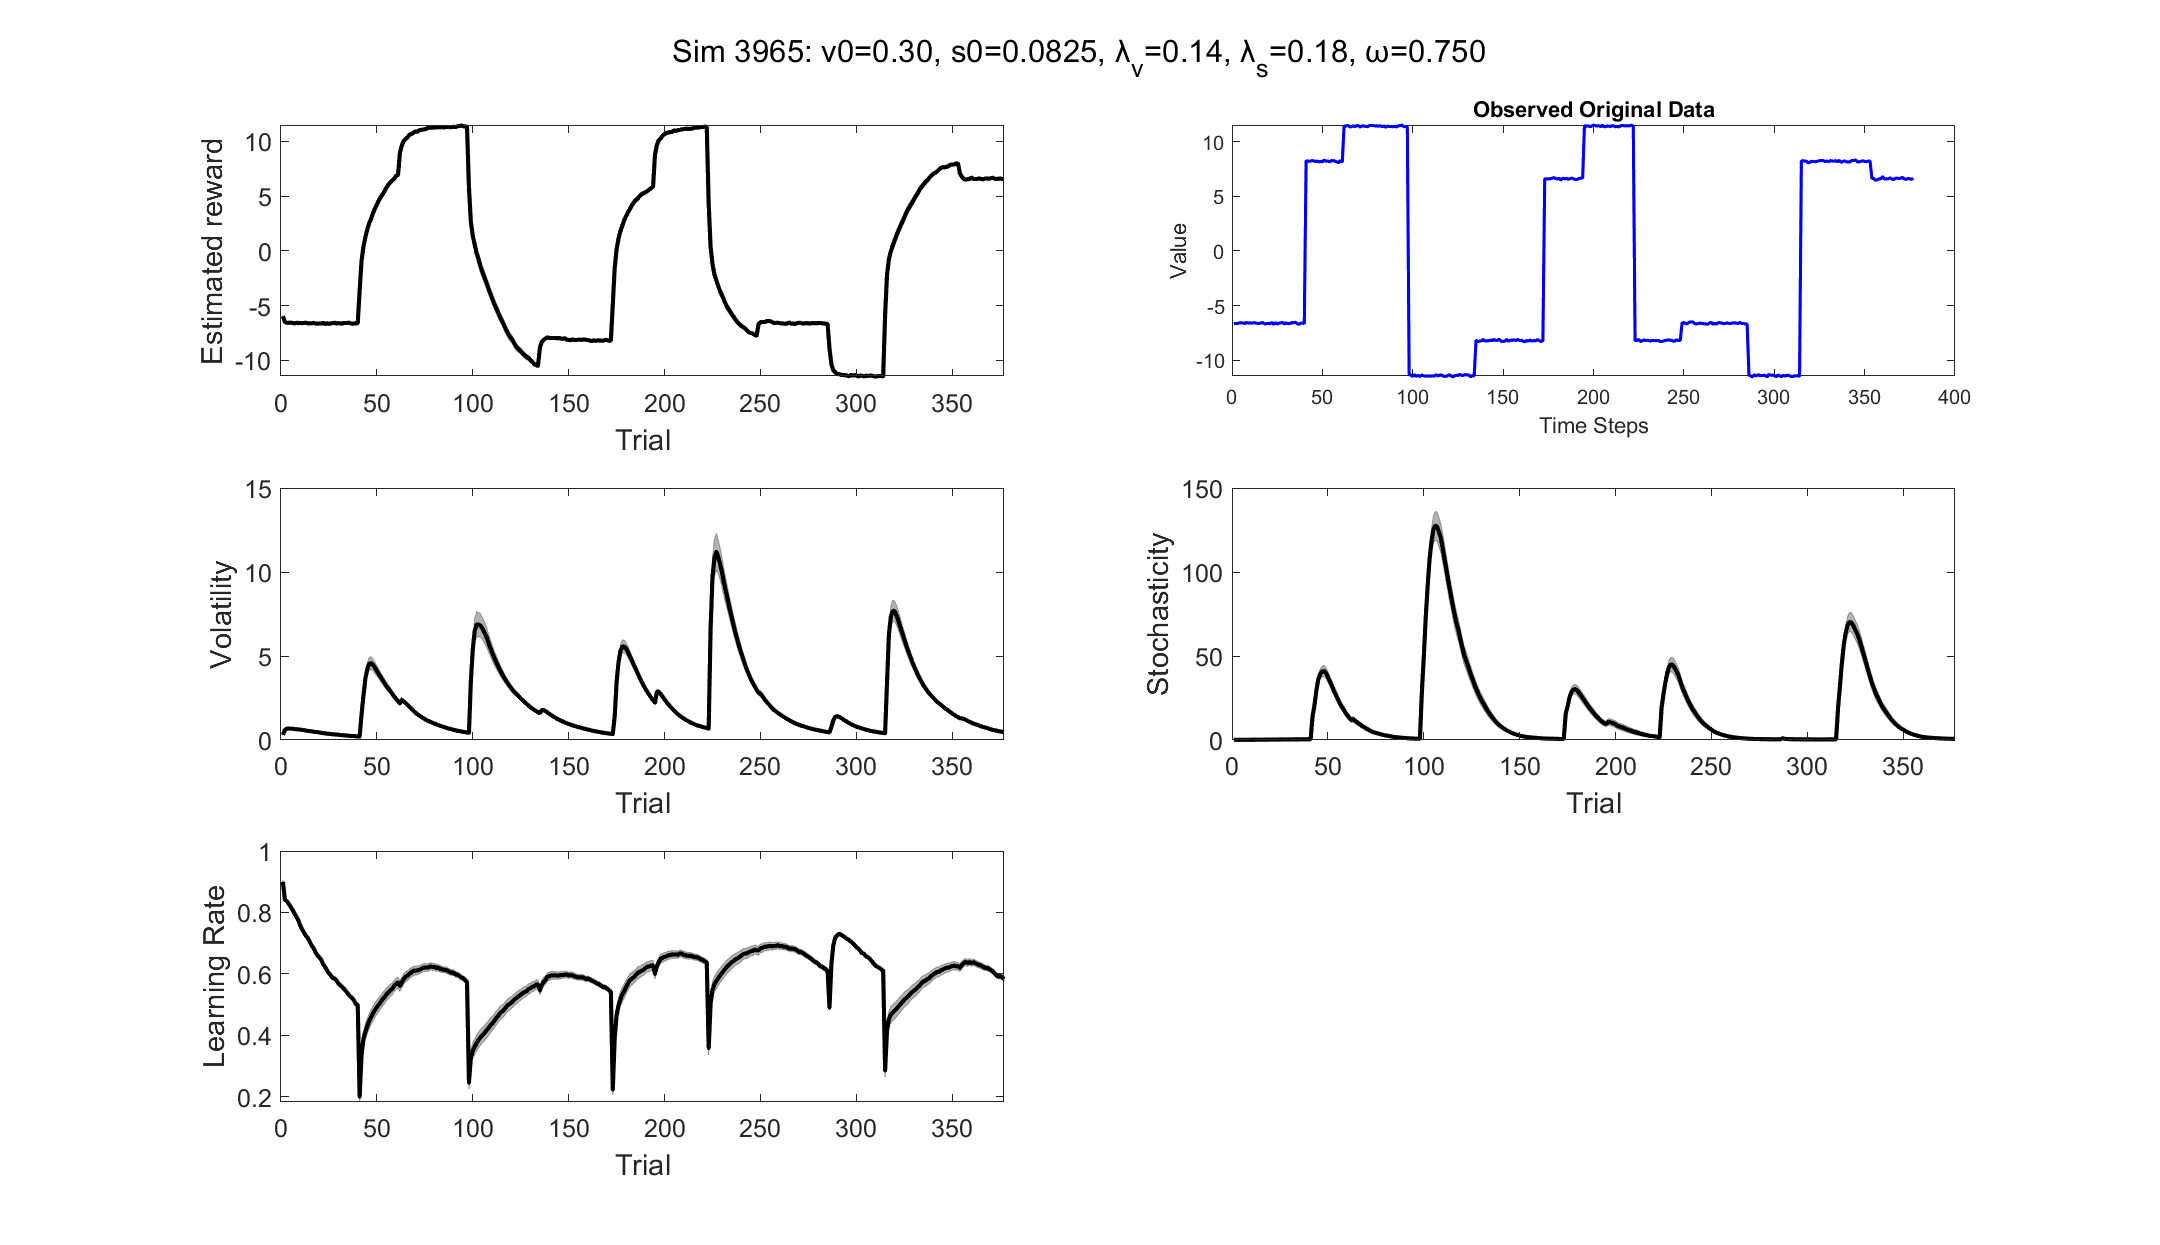 Sim 3965: v0=0.30, s0=0.0825, λv=0.14, λs=0.18, ω=0.750
Estimated reward
10
5
0
-5
-10
0 50 100 150 200 250 300 350
Trial
Observed Original Data
Value
10
5
0
-5
-10
0 50 100 150 200 250 300 350 400
Time Steps
Volatility
15
10
5
0
0 50 100 150 200 250 300 350
Trial
Stochasticity
150
100
50
0
0 50 100 150 200 250 300 350
Trial
Learning Rate
1
0.8
0.6
0.4
0.2
0 50 100 150 200 250 300 350
Trial